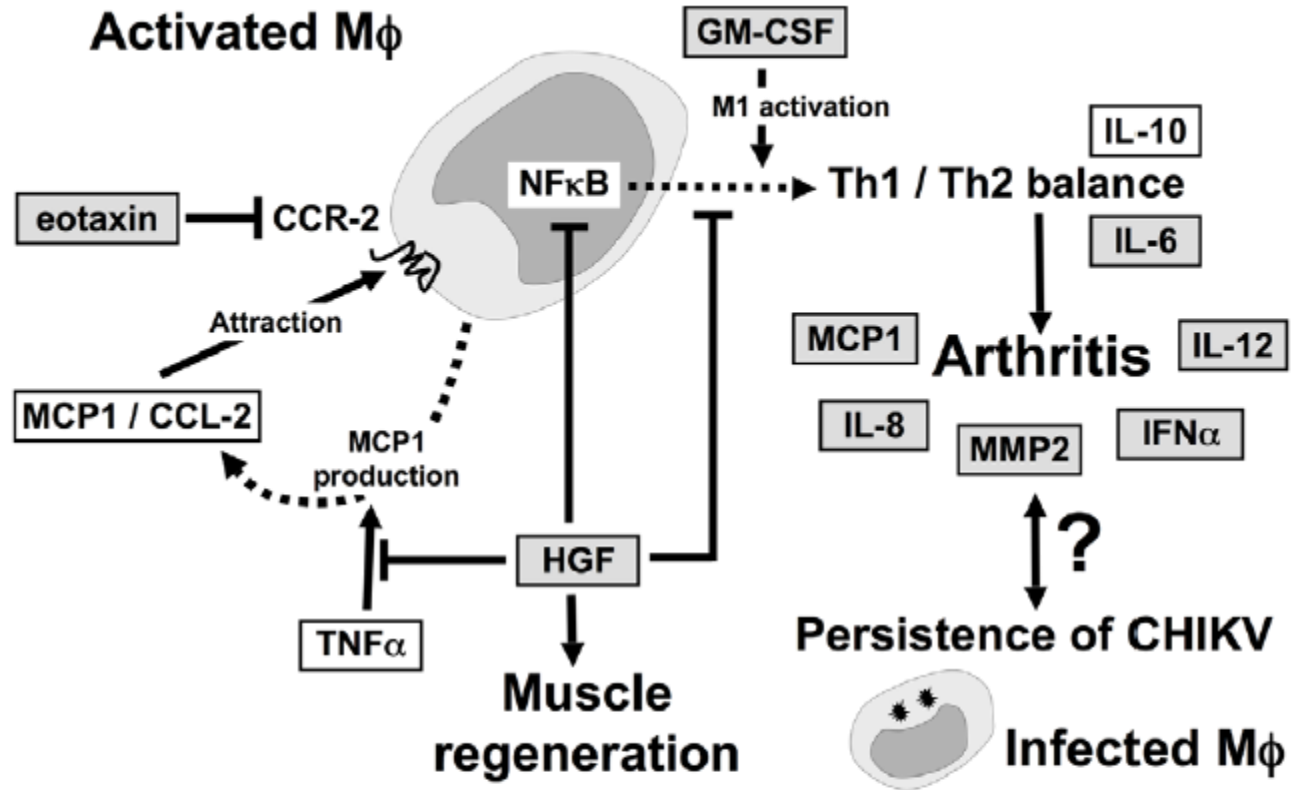 Activated Mϕ
GM-CSF
M1 activation
IL-10
NFκB
Th1 / Th2 balance
eotaxin
CCR-2
IL-6
Attraction
MCP1
Arthritis
IL-12
MCP1 / CCL-2
IL-8
MMP2
IFNα
MCP1
production
HGF
?
TNFα
Persistence of CHIKV
Muscle
regeneration
Infected Mϕ